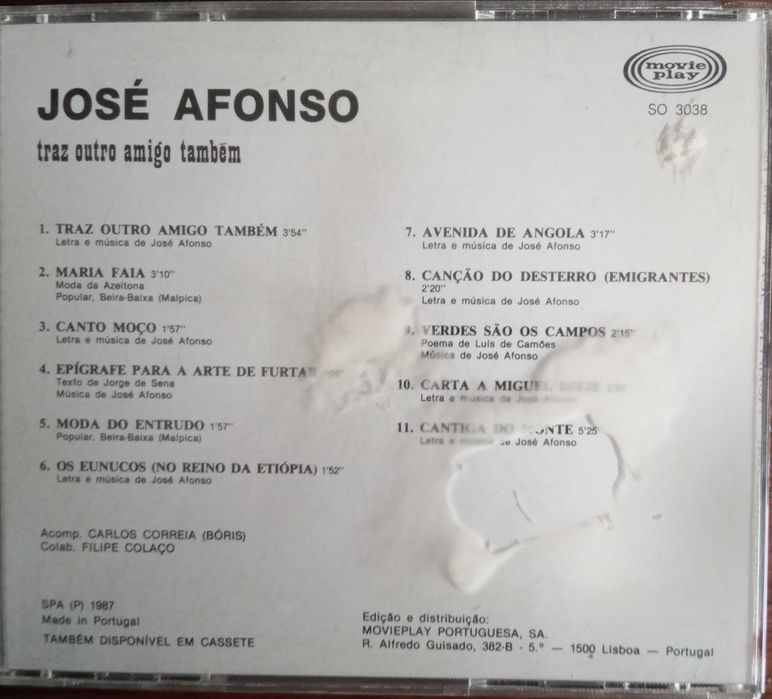 movie
play
SO 3038
JOSÉ AFONSO
traz outro amigo também
1. TRAZ OUTRO AMIGO TAMBÉM 3'54"
Letra e música de José Afonso
2. MARIA FAIA 3'10"
Moda da Azeitona
Popular, Beira-Baixa (Malpica)
3. CANTO MOÇO 1'57"
Letra e música de José Afonso
4. EPÍGRAFE PARA A ARTE DE FURTAR
Texto de Jorge de Sena
Música de José Afonso
5. MODA DO ENTRUDO 1'57"
Popular, Beira-Baixa (Malpica)
6. OS EUNUCOS (NO REINO DA ETIÓPIA) 1'52"
Letra e música de José Afonso
7. AVENIDA DE ANGOLA 3'17"
Letra e música de José Afonso
8. CANÇÃO DO DESTERRO (EMIGRANTES)
2'20"
Letra e música de José Afonso
9. VERDES SÃO OS CAMPOS 2'15"
Poema de Luís de Camões
Música de José Afonso
10. CARTA A MIGUEL
Letra e música de José Afonso
11. CANTIGA DO MONTE 5'25
Letra e música de José Afonso
Acomp. CARLOS CORREIA (BÓRIS)
Colab. FILIPE COLAÇO
SPA (P) 1987
Made in Portugal
TAMBÉM DISPONÍVEL EM CASSETE
Edição e distribuição:
MOVIEPLAY PORTUGUESA, SA.
R. Alfredo Guisado, 382-B - 5.º — 1500 Lisboa — Portugal